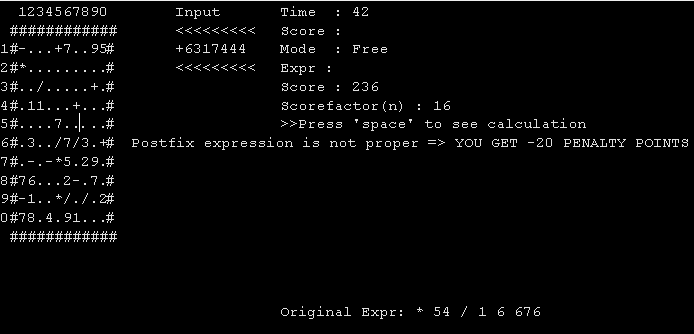 1234567890 Input Time : 42
############ <<<<<<<<< Score :
1#-...+7..95# +6317444 Mode : Free
2#*.........# <<<<<<<<< Expr :
3#../.....+.# Score : 236
4#.11...+...# Scorefactor(n) : 16
5#....7.....# >>Press 'space' to see calculation
6#.3../7/3.+# Postfix expression is not proper => YOU GET -20 PENALTY POINTS
7#.-.-*5.29.#
8#76...2-.7.#
9#-1..*/./.2#
0#78.4.91...#
############
Original Expr: * 54 / 1 6 676